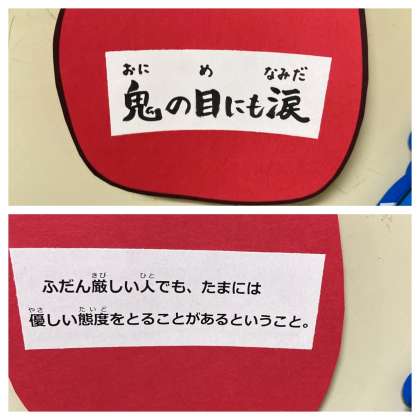 おに め なみだ
鬼の目にも涙
きび ひと
ふだん厳しい人でも、たまには
やさ たいど
優しい態度をとることがあるということ。